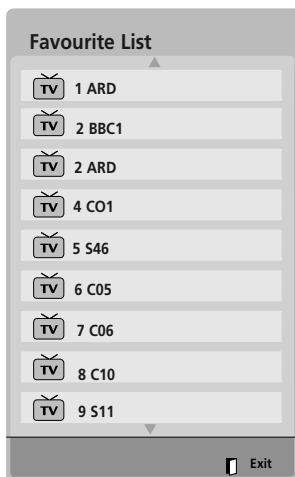 Favourite List
TV 1 ARD
TV 2 BBC1
TV 2 ARD
TV 4 CO1
TV 5 S46
TV 6 C05
TV 7 C06
TV 8 C10
TV 9 S11
Exit